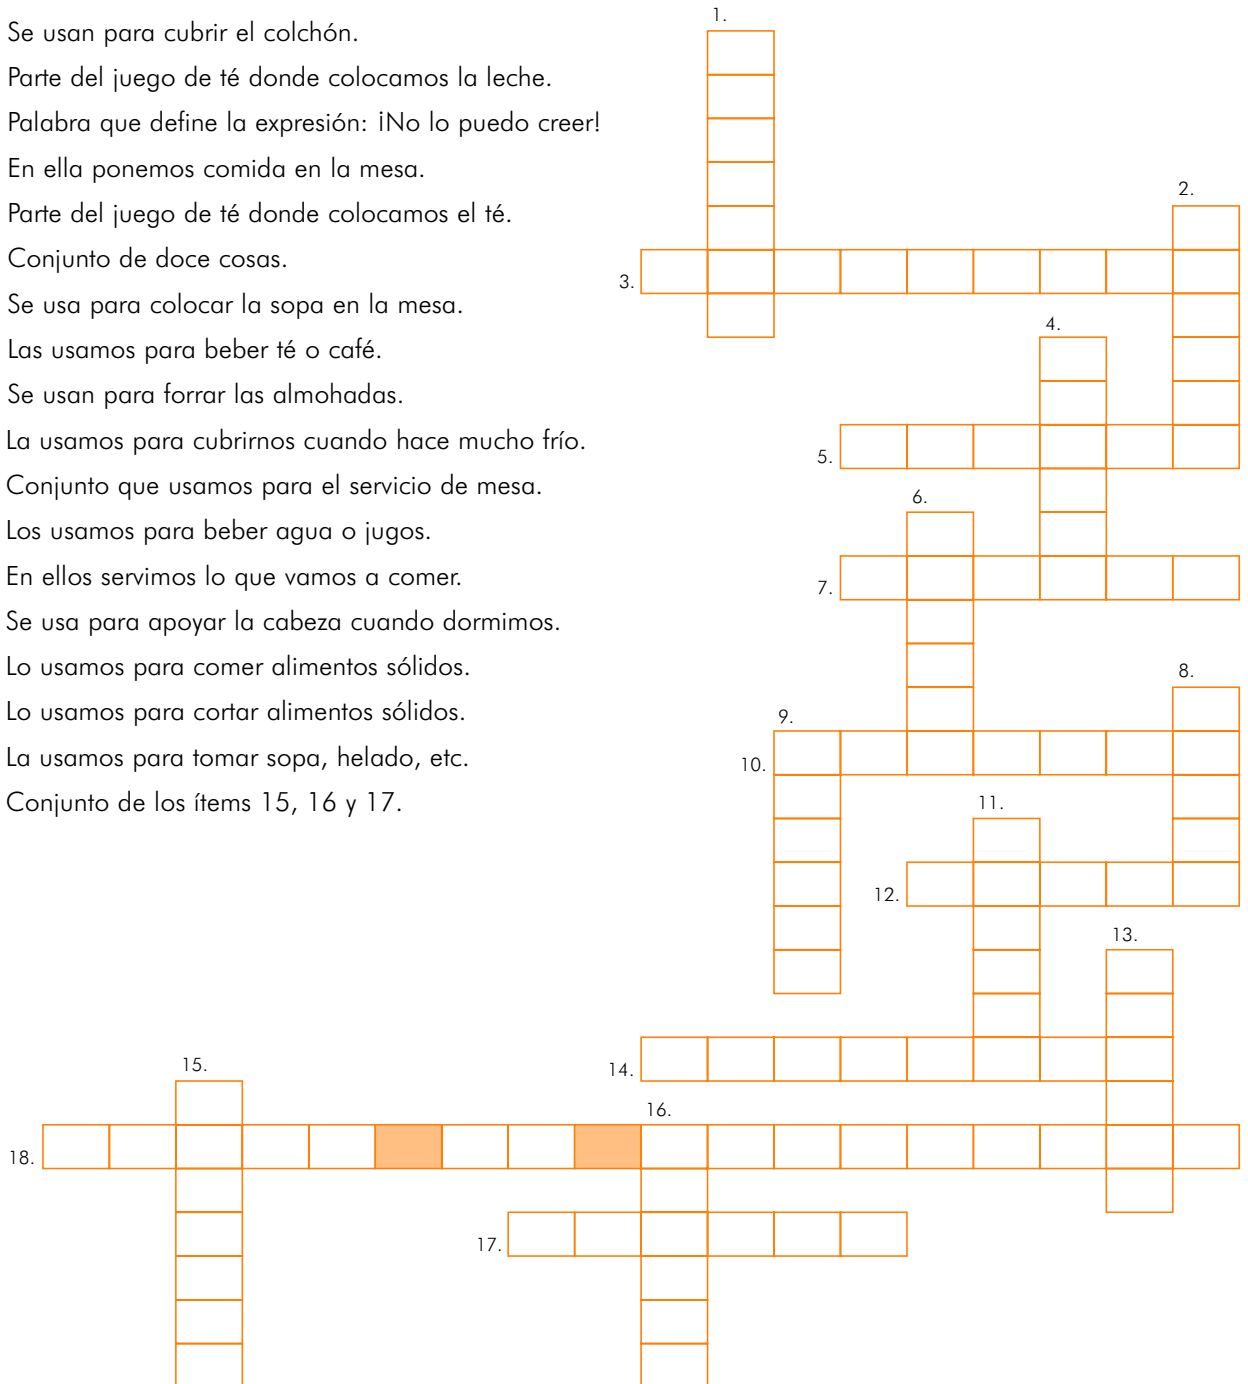 Se usan para cubrir el colchón.
Parte del juego de té donde colocamos la leche.
Palabra que define la expresión: ¡No lo puedo creer!
En ella ponemos comida en la mesa.
Parte del juego de té donde colocamos el té.
Conjunto de doce cosas.
Se usa para colocar la sopa en la mesa.
Las usamos para beber té o café.
Se usan para forrar las almohadas.
La usamos para cubrirnos cuando hace mucho frío.
Conjunto que usamos para el servicio de mesa.
Los usamos para beber agua o jugos.
En ellos servimos lo que vamos a comer.
Se usa para apoyar la cabeza cuando dormimos.
Lo usamos para comer alimentos sólidos.
Lo usamos para cortar alimentos sólidos.
La usamos para tomar sopa, helado, etc.
Conjunto de los ítems 15, 16 y 17.
1.
2.
3.
4.
5.
6.
7.
8.
9.
10.
11.
12.
13.
14.
15.
16.
17.
18.